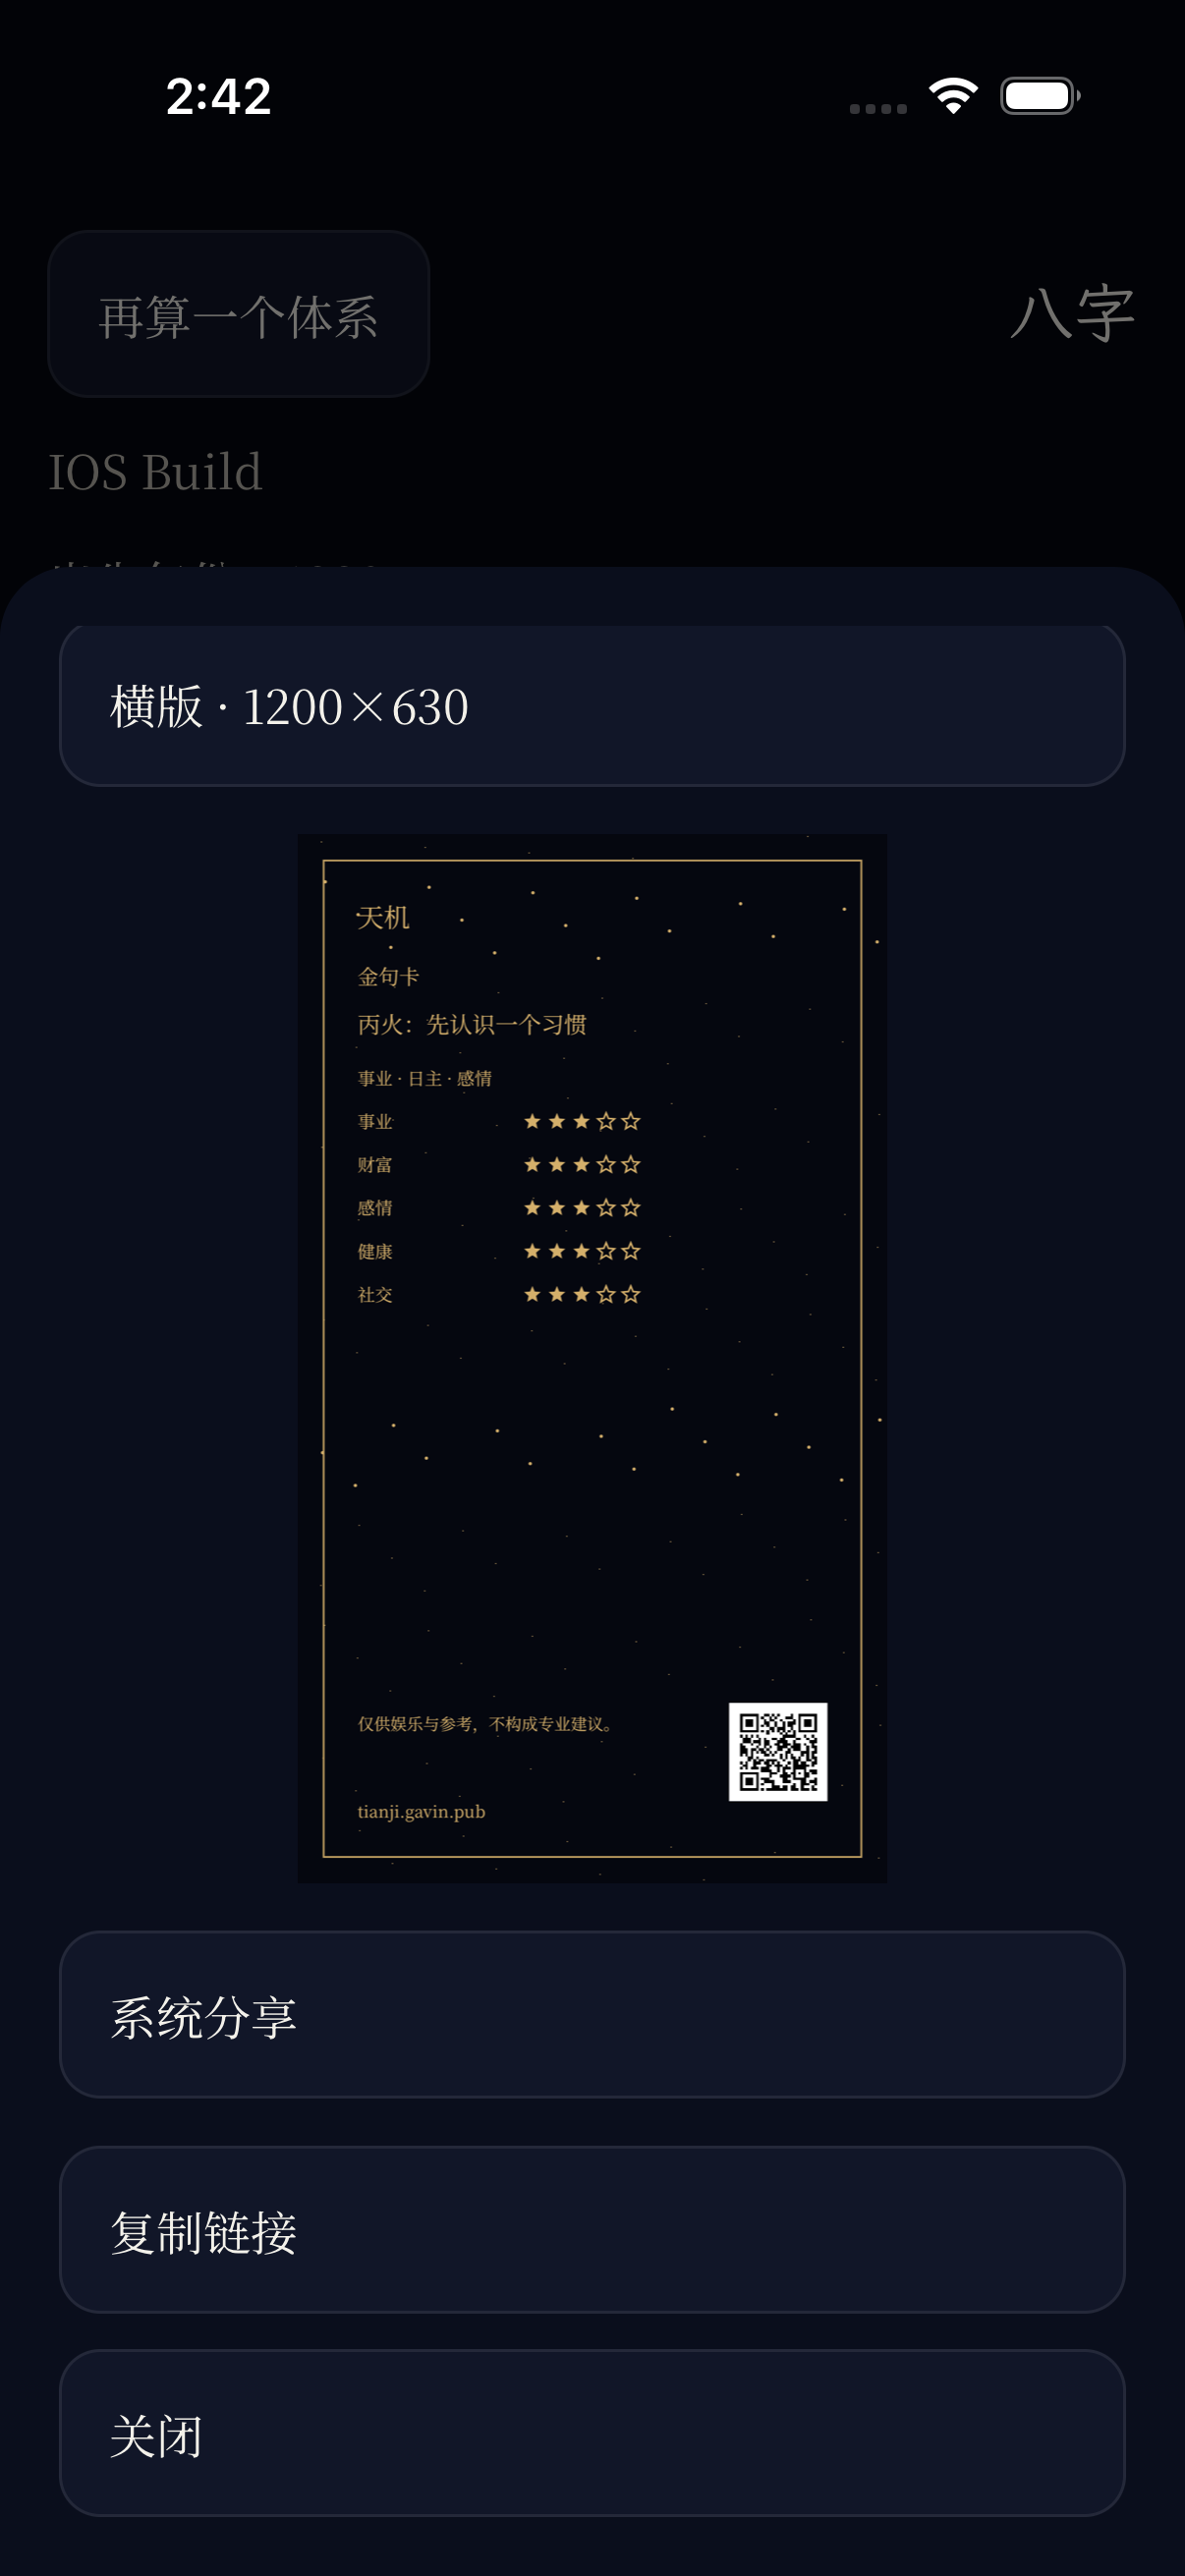 2:42
再算一个体系
八字
IOS Build
横版 · 1200×630
天机
金句卡
丙火：先认识一个习惯
事业 · 日主 · 感情
事业 ★★★☆☆
财富 ★★★☆☆
感情 ★★★☆☆
健康 ★★★☆☆
社交 ★★★☆☆
仅供娱乐与参考，不构成专业建议。
tianji.gavin.pub
系统分享
复制链接
关闭